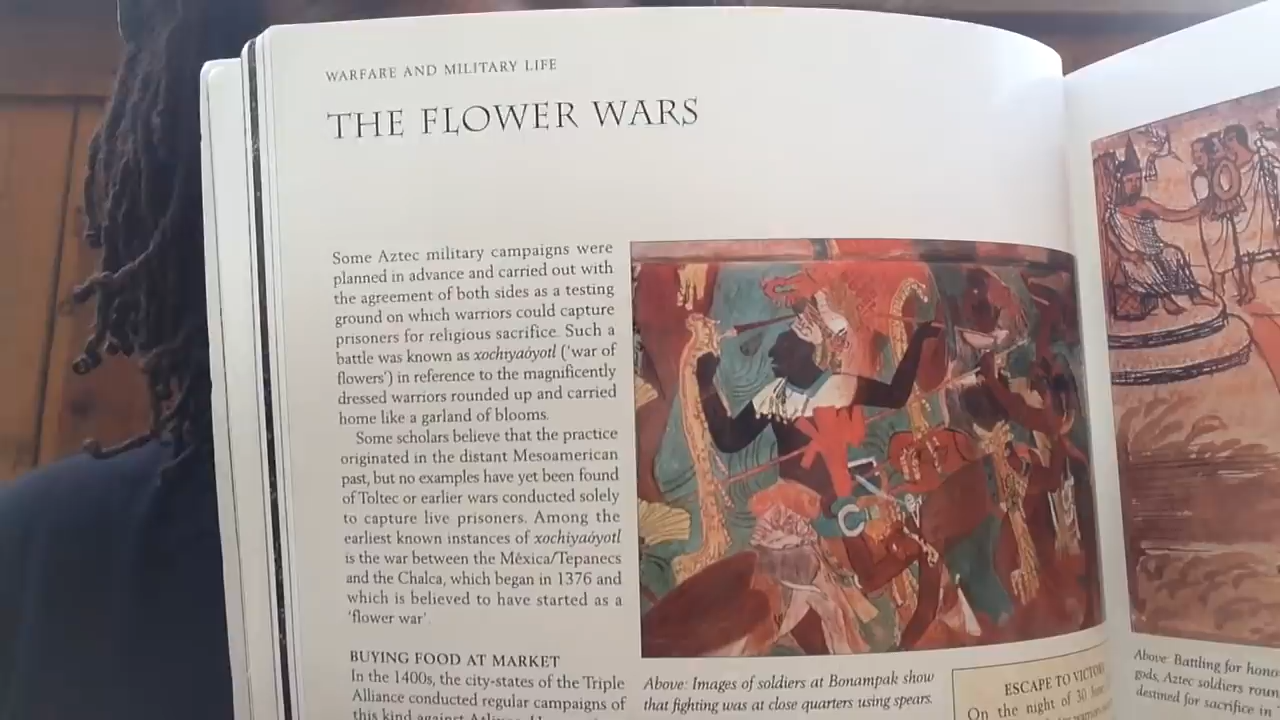 WARFARE AND MILITARY LIFE
THE FLOWER WARS
Some Aztec military campaigns were
planned in advance and carried out with
the agreement of both sides as a testing
ground on which warriors could capture
prisoners for religious sacrifice. Such a
battle was known as xochiyaóyotl ('war of
flowers') in reference to the magnificently
dressed warriors rounded up and carried
home like a garland of blooms.
Some scholars believe that the practice
originated in the distant Mesoamerican
past, but no examples have yet been found
of Toltec or earlier wars conducted solely
to capture live prisoners. Among the
earliest known instances of xochiyaóyotl
is the war between the Méxica/Tepanecs
and the Chalca, which began in 1376 and
which is believed to have started as a
'flower war'.
BUYING FOOD AT MARKET
In the 1400s, the city-states of the Triple
Alliance conducted regular campaigns of
this kind against
Above: Images of soldiers at Bonampak show
that fighting was at close quarters using spears.
ESCAPE TO
On the night of 30
Above: Battling for
gods, Aztec soldiers
destined for sacrifice in